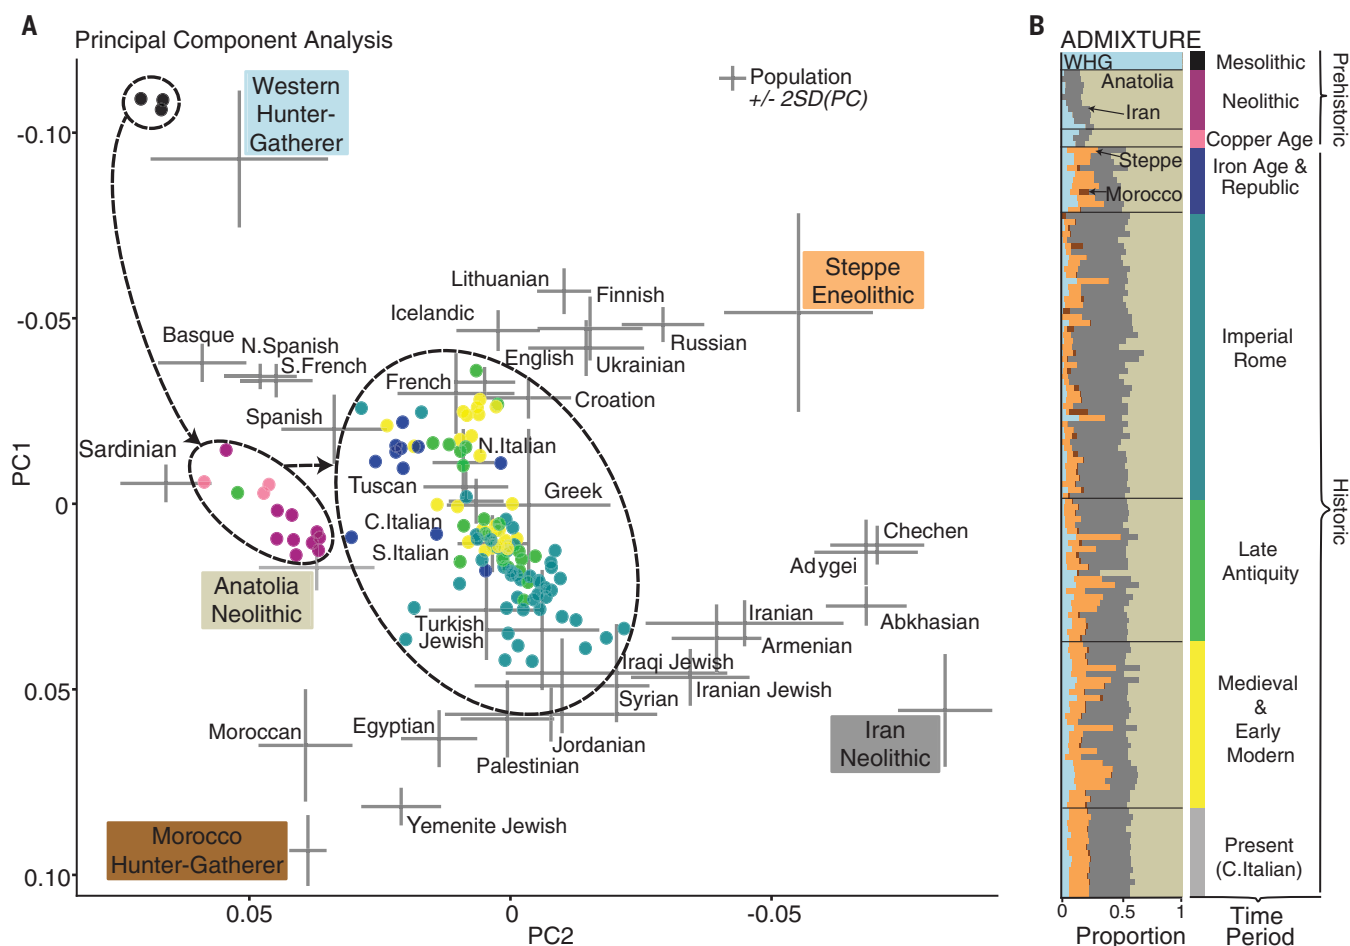 A
Principal Component Analysis
Population
+/- 2SD(PC)
Western
Hunter-
Gatherer
-0.10
Steppe
Eneolithic
Lithuanian
Finnish
Icelandic
Russian
-0.05
Basque
N.Spanish
S.French
English
Ukrainian
French
Croation
Spanish
N.Italian
Sardinian
Tuscan
Greek
PC1
0
C.Italian
S.Italian
Chechen
Adygei
Anatolia
Neolithic
Turkish
Jewish
Iranian
Abkhasian
Armenian
Iraqi Jewish
Iranian Jewish
0.05
Syrian
Moroccan
Egyptian
Jordanian
Iran
Neolithic
Palestinian
Yemenite Jewish
Morocco
Hunter-Gatherer
0.10
0.05
0
-0.05
PC2
B
ADMIXTURE
WHG
Anatolia
Iran
Steppe
Morocco
Mesolithic
Neolithic
Copper Age
Iron Age &
Republic
Imperial
Rome
Late
Antiquity
Medieval
&
Early
Modern
Present
(C.Italian)
Prehistoric
Historic
0
0.5
1
Proportion
Time
Period